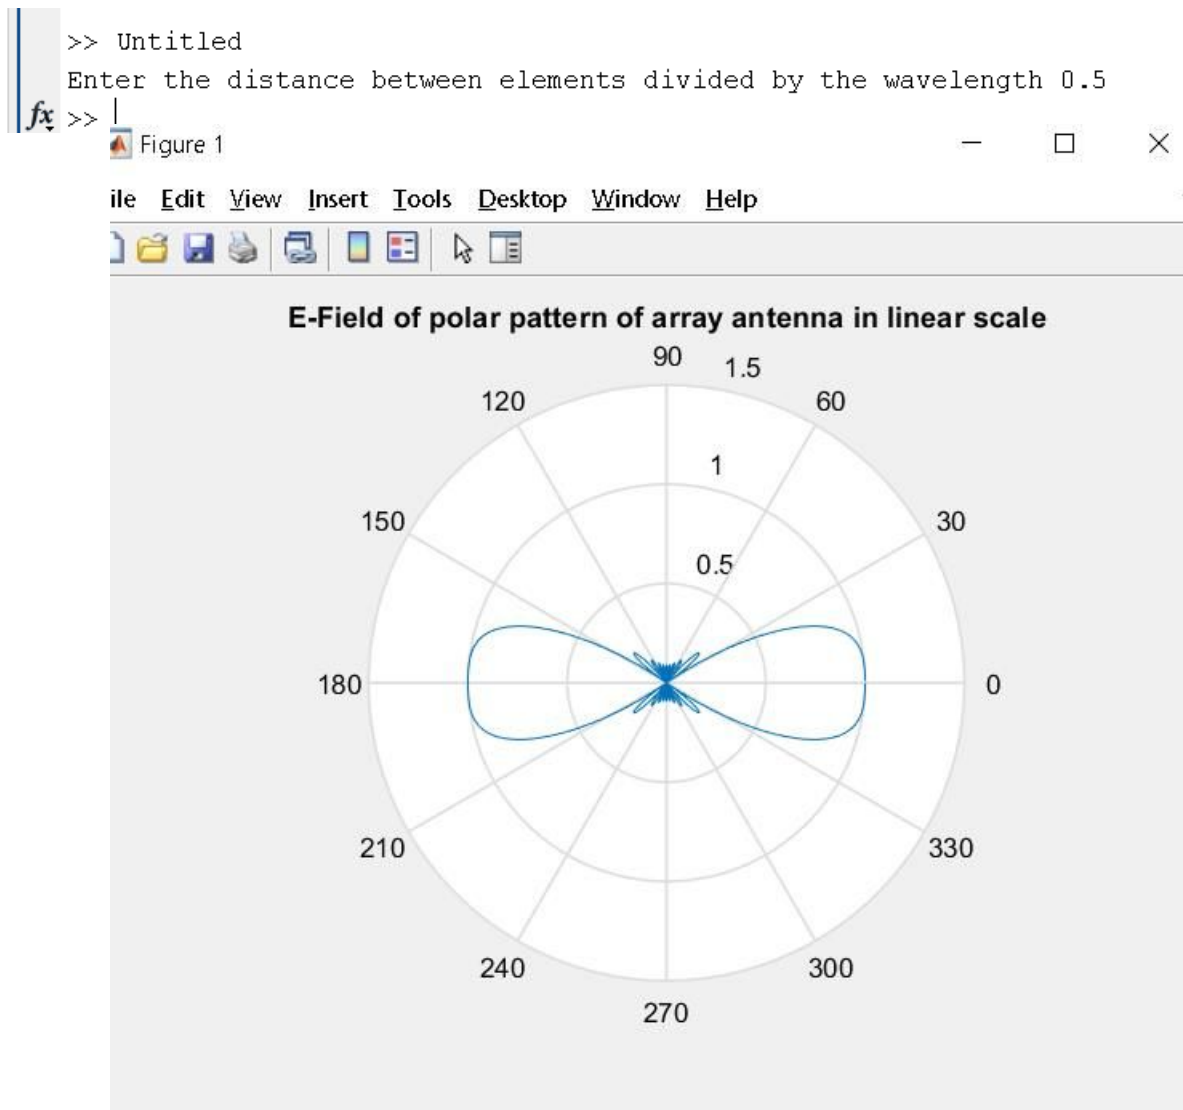 >> Untitled
Enter the distance between elements divided by the wavelength 0.5
fx >>
Figure 1
ile Edit View Insert Tools Desktop Window Help
E-Field of polar pattern of array antenna in linear scale
90
1.5
120
60
1
150
30
0.5
180
0
210
330
240
300
270